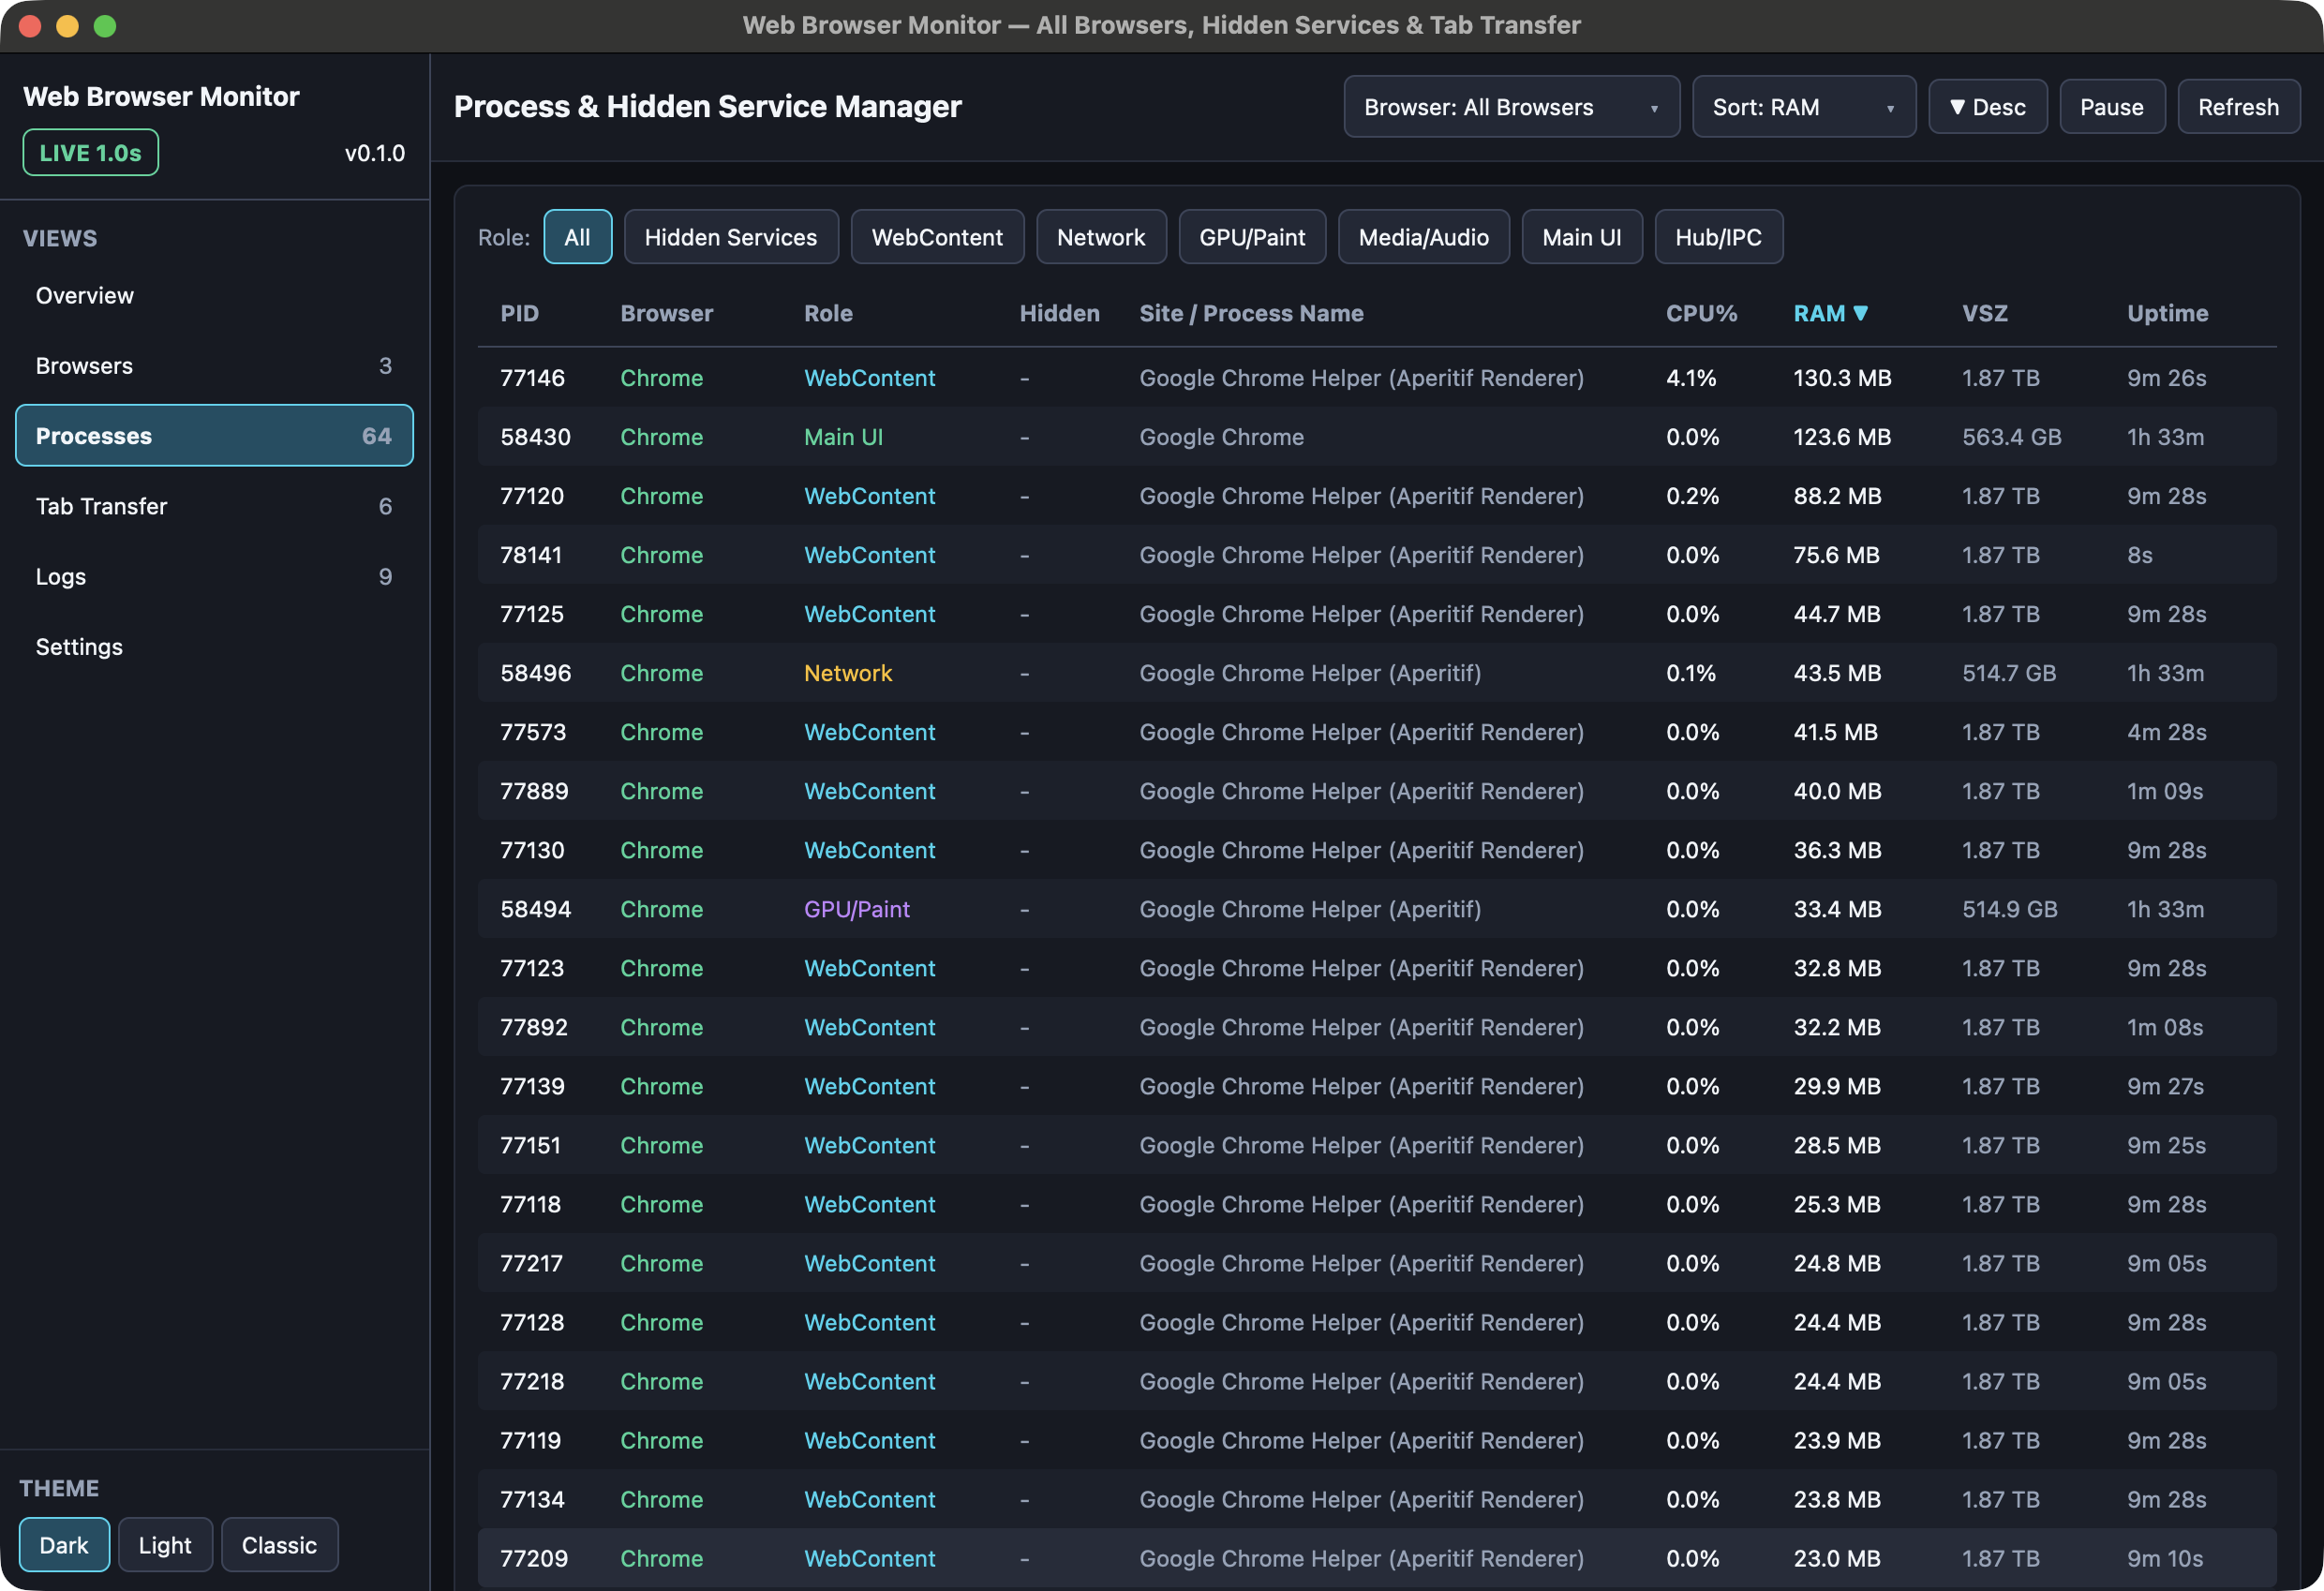 Web Browser Monitor — All Browsers, Hidden Services & Tab Transfer
Web Browser Monitor
LIVE 1.0s v0.1.0
VIEWS
Overview
Browsers 3
Processes 64
Tab Transfer 6
Logs 9
Settings
THEME
Dark Light Classic
Process & Hidden Service Manager
Browser: All Browsers ▾ Sort: RAM ▾ ▼ Desc Pause Refresh
Role: All Hidden Services WebContent Network GPU/Paint Media/Audio Main UI Hub/IPC
PID Browser Role Hidden Site / Process Name CPU% RAM ▼ VSZ Uptime
77146 Chrome WebContent - Google Chrome Helper (Aperitif Renderer) 4.1% 130.3 MB 1.87 TB 9m 26s
58430 Chrome Main UI - Google Chrome 0.0% 123.6 MB 563.4 GB 1h 33m
77120 Chrome WebContent - Google Chrome Helper (Aperitif Renderer) 0.2% 88.2 MB 1.87 TB 9m 28s
78141 Chrome WebContent - Google Chrome Helper (Aperitif Renderer) 0.0% 75.6 MB 1.87 TB 8s
77125 Chrome WebContent - Google Chrome Helper (Aperitif Renderer) 0.0% 44.7 MB 1.87 TB 9m 28s
58496 Chrome Network - Google Chrome Helper (Aperitif) 0.1% 43.5 MB 514.7 GB 1h 33m
77573 Chrome WebContent - Google Chrome Helper (Aperitif Renderer) 0.0% 41.5 MB 1.87 TB 4m 28s
77889 Chrome WebContent - Google Chrome Helper (Aperitif Renderer) 0.0% 40.0 MB 1.87 TB 1m 09s
77130 Chrome WebContent - Google Chrome Helper (Aperitif Renderer) 0.0% 36.3 MB 1.87 TB 9m 28s
58494 Chrome GPU/Paint - Google Chrome Helper (Aperitif) 0.0% 33.4 MB 514.9 GB 1h 33m
77123 Chrome WebContent - Google Chrome Helper (Aperitif Renderer) 0.0% 32.8 MB 1.87 TB 9m 28s
77892 Chrome WebContent - Google Chrome Helper (Aperitif Renderer) 0.0% 32.2 MB 1.87 TB 1m 08s
77139 Chrome WebContent - Google Chrome Helper (Aperitif Renderer) 0.0% 29.9 MB 1.87 TB 9m 27s
77151 Chrome WebContent - Google Chrome Helper (Aperitif Renderer) 0.0% 28.5 MB 1.87 TB 9m 25s
77118 Chrome WebContent - Google Chrome Helper (Aperitif Renderer) 0.0% 25.3 MB 1.87 TB 9m 28s
77217 Chrome WebContent - Google Chrome Helper (Aperitif Renderer) 0.0% 24.8 MB 1.87 TB 9m 05s
77128 Chrome WebContent - Google Chrome Helper (Aperitif Renderer) 0.0% 24.4 MB 1.87 TB 9m 28s
77218 Chrome WebContent - Google Chrome Helper (Aperitif Renderer) 0.0% 24.4 MB 1.87 TB 9m 05s
77119 Chrome WebContent - Google Chrome Helper (Aperitif Renderer) 0.0% 23.9 MB 1.87 TB 9m 28s
77134 Chrome WebContent - Google Chrome Helper (Aperitif Renderer) 0.0% 23.8 MB 1.87 TB 9m 28s
77209 Chrome WebContent - Google Chrome Helper (Aperitif Renderer) 0.0% 23.0 MB 1.87 TB 9m 10s